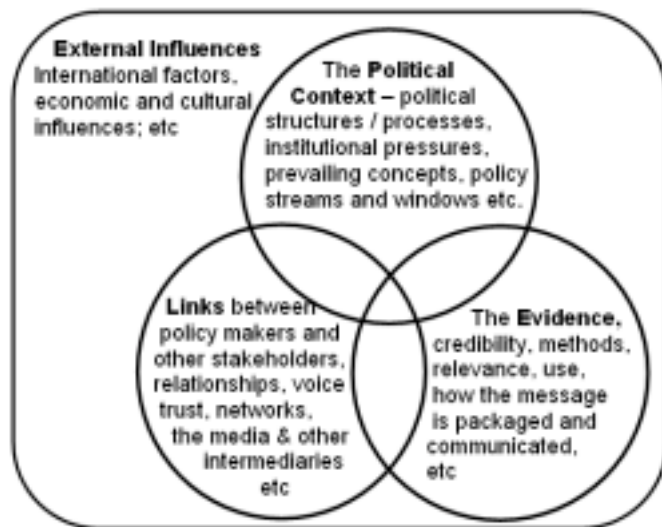 External Influences
International factors,
economic and cultural
influences; etc
The Political
Context – political
structures / processes,
institutional pressures,
prevailing concepts, policy
streams and windows etc.
Links between
policy makers and
other stakeholders,
relationships, voice
trust, networks,
the media & other
intermediaries
etc
The Evidence,
credibility, methods,
relevance, use,
how the message
is packaged and
communicated,
etc